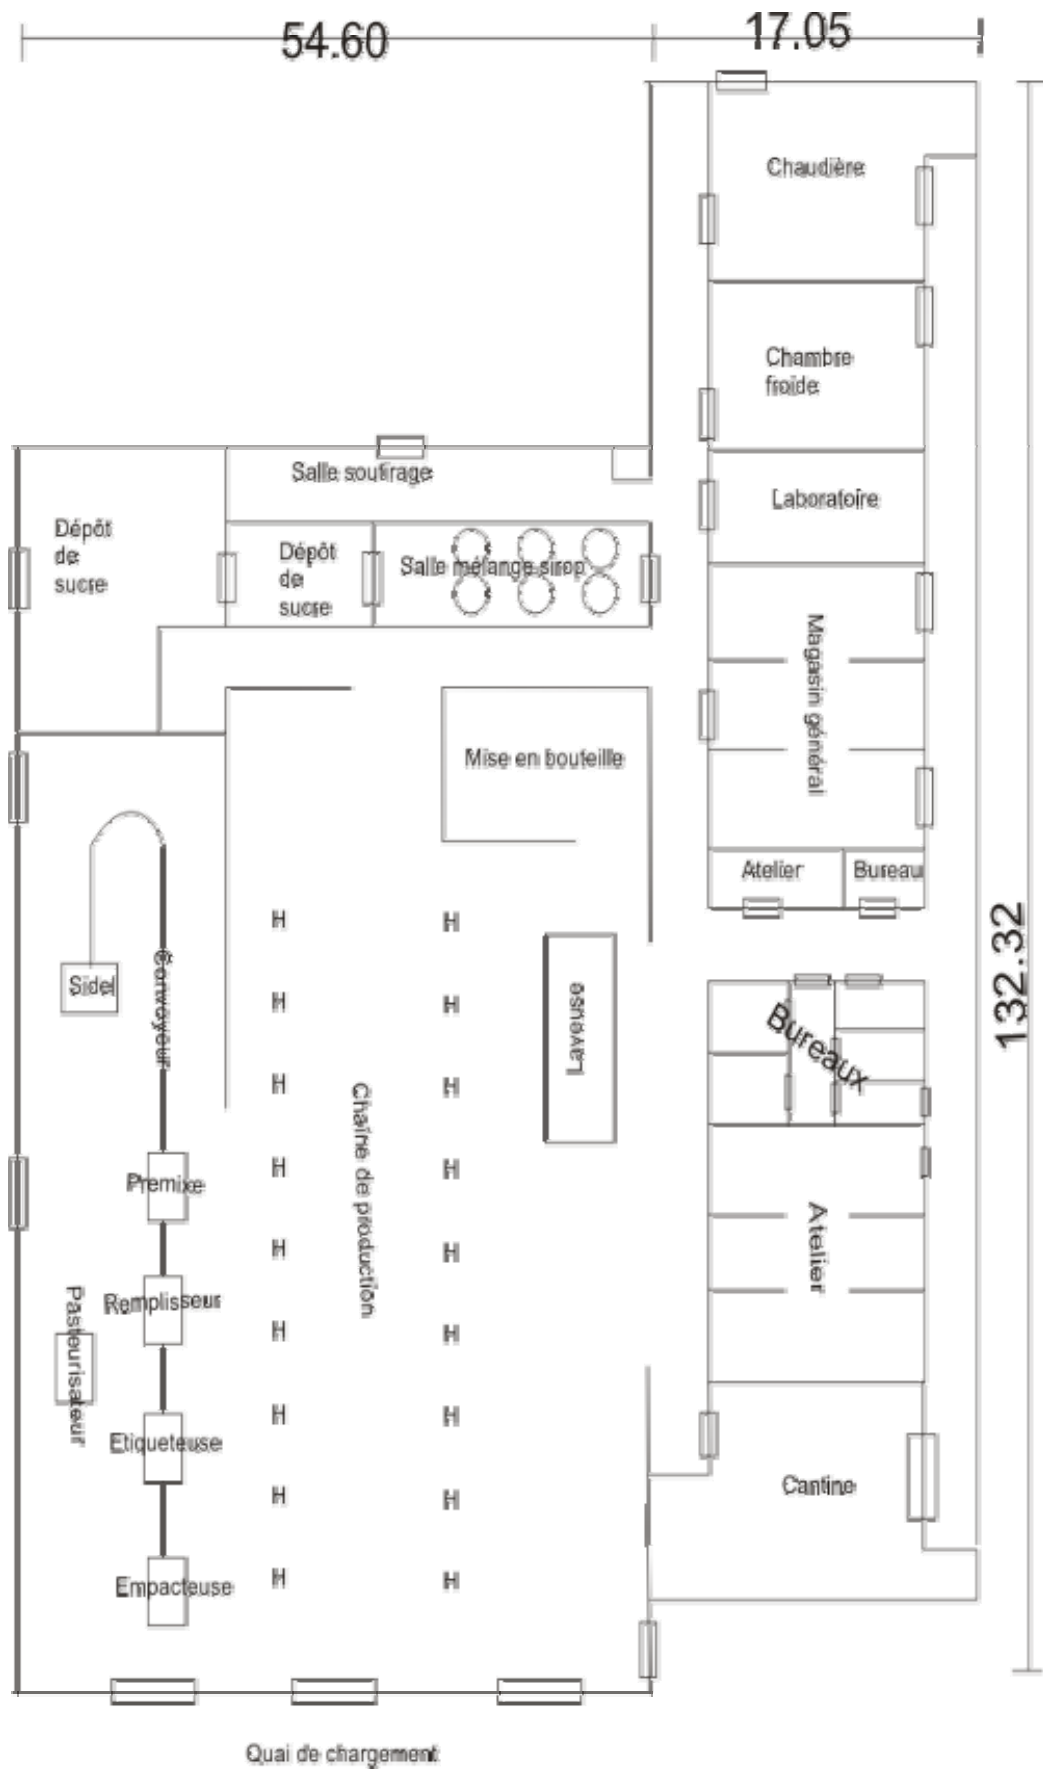 54.60
17.05
Chaudière
Chambre
froide
Salle soutirage
Laboratoire
Dépôt
de
sucre
Dépôt
de
sucre
Salle mélange sirop
Magasin général
Mise en bouteille
Atelier
Bureau
132.32
Sidel
Convoyeur
Laveuse
Bureaux
Chaîne de production
Premixe
Atelier
Remplisseur
Pasteurisateur
Etiqueteuse
Cantine
Empacteuse
H H
H H
H H
H H
H H
H H
H H
H H
H H
Quai de chargement